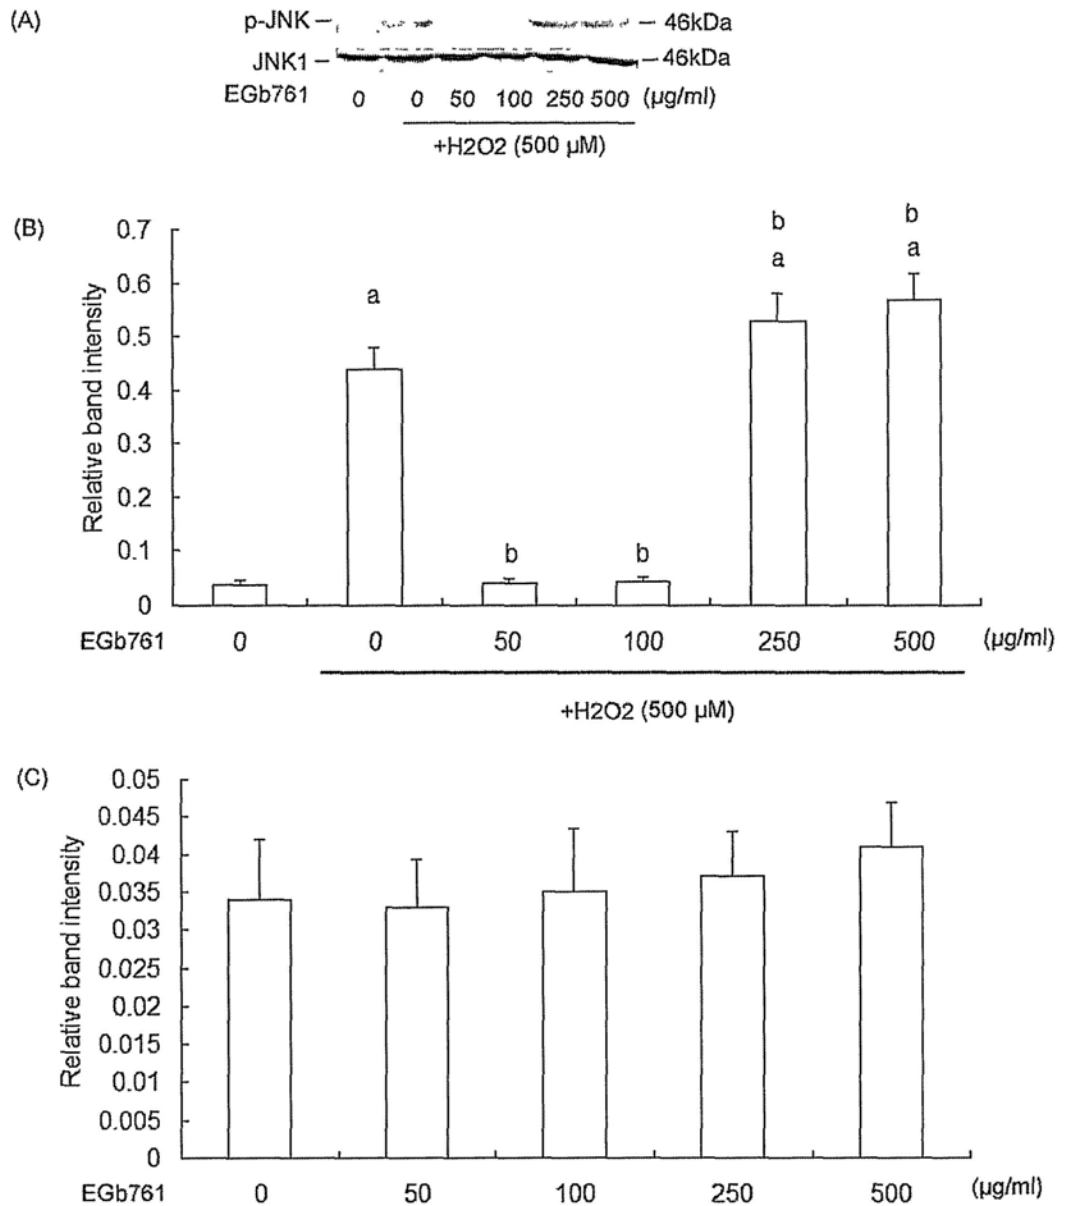 (A)
p-JNK 46kDa
JNK1 46kDa
EGb761 0 0 50 100 250 500 (µg/ml)
+H2O2 (500 µM)
(B)
Relative band intensity
0.7
0.6
0.5
0.4
0.3
0.2
0.1
0
a
b
b
b
a
b
a
EGb761 0 0 50 100 250 500 (µg/ml)
+H2O2 (500 µM)
(C)
Relative band intensity
0.05
0.045
0.04
0.035
0.03
0.025
0.02
0.015
0.01
0.005
0
EGb761 0 50 100 250 500 (µg/ml)